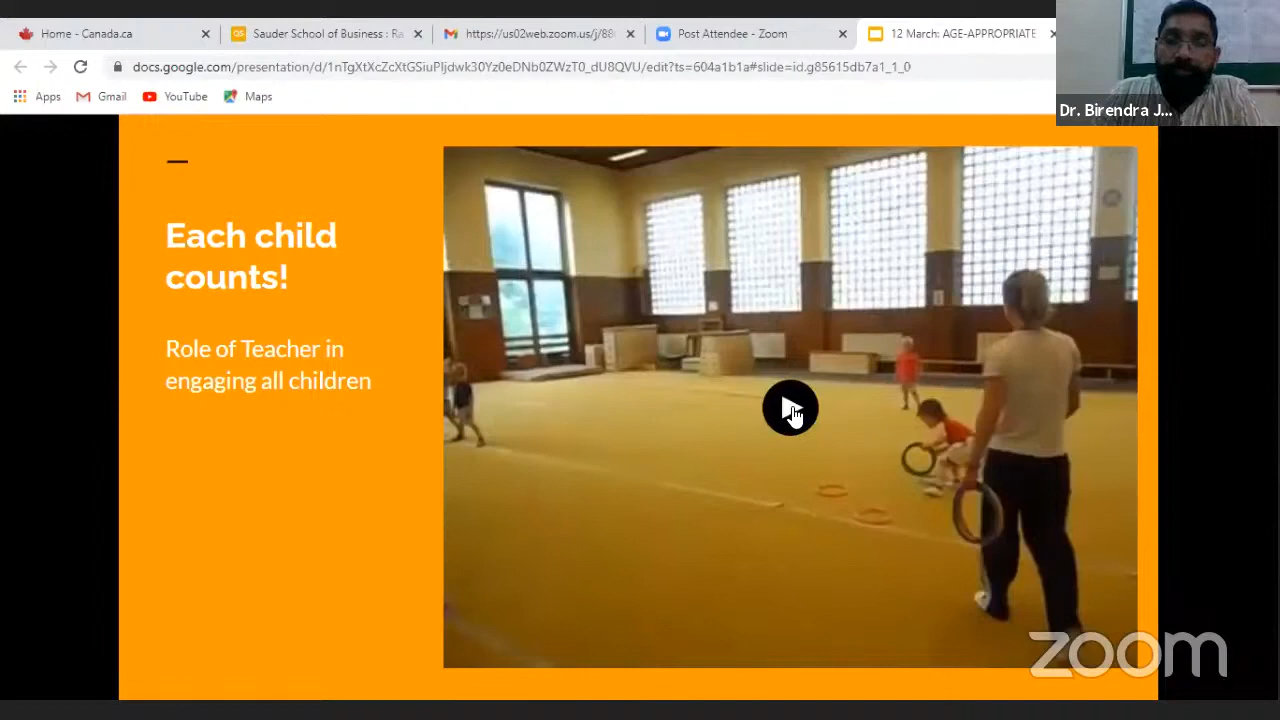 Home - Canada.ca
Sauder School of Business : Ra
https://us02web.zoom.us/j/88
Post Attendee - Zoom
12 March: AGE-APPROPRIATE
docs.google.com/presentation/d/1nTgXtXcZcXtGSiuPIjdwk30Yz0eDNb0ZWzT0_dU8QVU/edit?ts=604a1b1a#slide=id.g85615db7a1_1_0
Apps
Gmail
YouTube
Maps
Dr. Birendra J...
Each child
counts!
Role of Teacher in
engaging all children
zoom